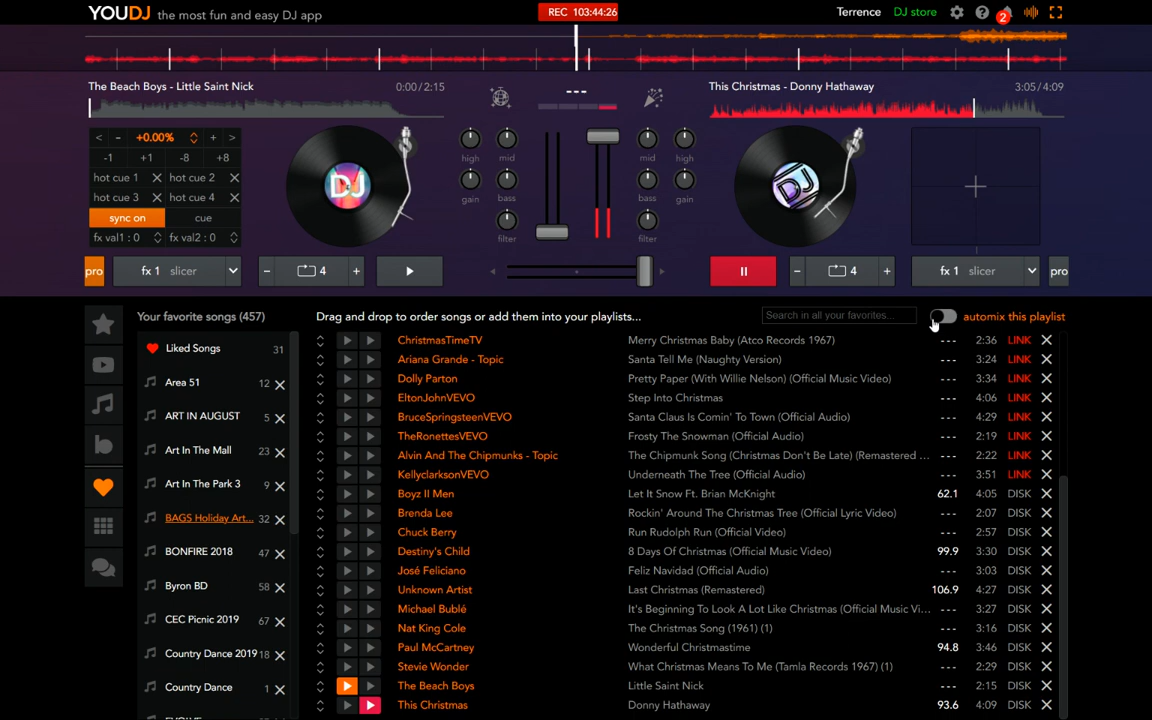 YOUDJ the most fun and easy DJ app
REC 103:44:26
Terrence DJ store 2
The Beach Boys - Little Saint Nick 0:00/2:15
---
This Christmas - Donny Hathaway 3:05/4:09
< - +0.00% + >
-1 +1 -8 +8
hot cue 1 hot cue 2
hot cue 3 hot cue 4
sync on cue
fx val1 : 0 fx val2 : 0
DJ
high mid
gain bass
filter
mid high
bass gain
filter
DJ
pro fx 1 slicer - 4 +
- 4 + fx 1 slicer pro
Your favorite songs (457)
Drag and drop to order songs or add them into your playlists...
Search in all your favorites...
automix this playlist
Liked Songs 31
Area 51 12
ART IN AUGUST 5
Art In The Mall 23
Art In The Park 3 9
BAGS Holiday Art... 32
BONFIRE 2018 47
Byron BD 58
CEC Picnic 2019 67
Country Dance 2019 18
Country Dance 1
ChristmasTimeTV Merry Christmas Baby (Atco Records 1967) --- 2:36 LINK
Ariana Grande - Topic Santa Tell Me (Naughty Version) --- 3:24 LINK
Dolly Parton Pretty Paper (With Willie Nelson) (Official Music Video) --- 3:34 LINK
EltonJohnVEVO Step Into Christmas --- 4:06 LINK
BruceSpringsteenVEVO Santa Claus Is Comin' To Town (Official Audio) --- 4:29 LINK
TheRonettesVEVO Frosty The Snowman (Official Audio) --- 2:19 LINK
Alvin And The Chipmunks - Topic The Chipmunk Song (Christmas Don't Be Late) (Remastered ... --- 2:22 LINK
KellyclarksonVEVO Underneath The Tree (Official Audio) --- 3:51 LINK
Boyz II Men Let It Snow Ft. Brian McKnight 62.1 4:05 DISK
Brenda Lee Rockin' Around The Christmas Tree (Official Lyric Video) --- 2:07 DISK
Chuck Berry Run Rudolph Run (Official Video) --- 2:57 DISK
Destiny's Child 8 Days Of Christmas (Official Music Video) 99.9 3:30 DISK
José Feliciano Feliz Navidad (Official Audio) --- 3:03 DISK
Unknown Artist Last Christmas (Remastered) 106.9 4:27 DISK
Michael Bublé It's Beginning To Look A Lot Like Christmas (Official Music Vi... --- 3:27 DISK
Nat King Cole The Christmas Song (1961) (1) --- 3:16 DISK
Paul McCartney Wonderful Christmastime 94.8 3:46 DISK
Stevie Wonder What Christmas Means To Me (Tamla Records 1967) (1) --- 2:29 DISK
The Beach Boys Little Saint Nick --- 2:15 DISK
This Christmas Donny Hathaway 93.6 4:09 DISK